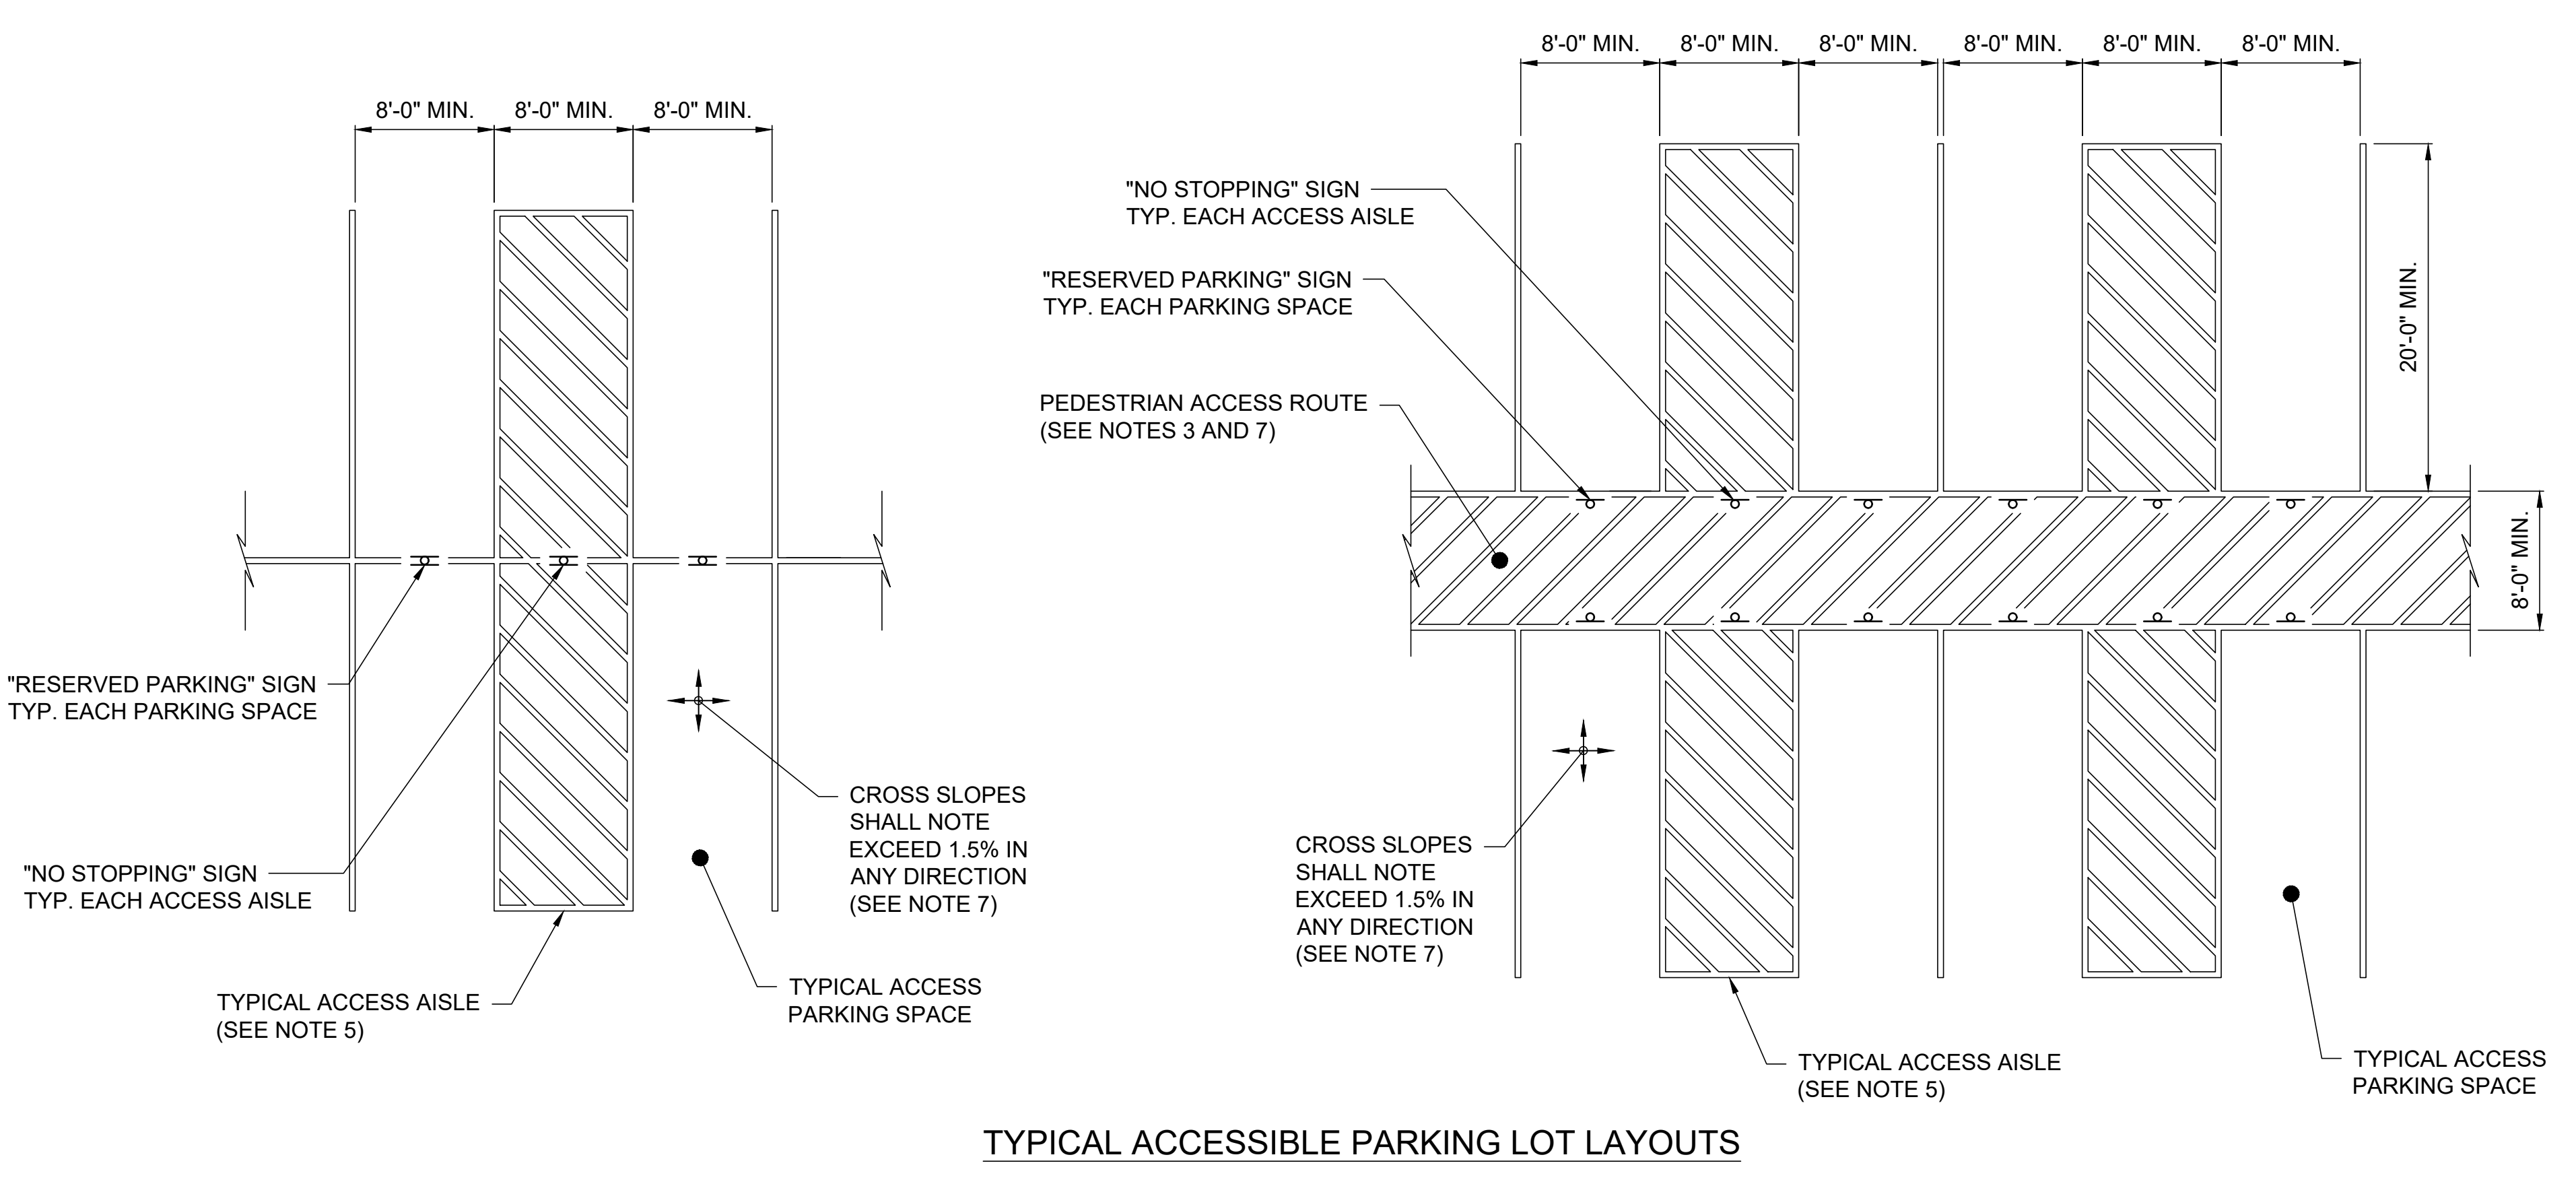 8'-0" MIN. 8'-0" MIN. 8'-0" MIN.
"RESERVED PARKING" SIGN
TYP. EACH PARKING SPACE
"NO STOPPING" SIGN
TYP. EACH ACCESS AISLE
TYPICAL ACCESS AISLE
(SEE NOTE 5)
CROSS SLOPES
SHALL NOTE
EXCEED 1.5% IN
ANY DIRECTION
(SEE NOTE 7)
TYPICAL ACCESS
PARKING SPACE
8'-0" MIN. 8'-0" MIN. 8'-0" MIN. 8'-0" MIN. 8'-0" MIN. 8'-0" MIN.
"NO STOPPING" SIGN
TYP. EACH ACCESS AISLE
"RESERVED PARKING" SIGN
TYP. EACH PARKING SPACE
PEDESTRIAN ACCESS ROUTE
(SEE NOTES 3 AND 7)
20'-0" MIN.
8'-0" MIN.
CROSS SLOPES
SHALL NOTE
EXCEED 1.5% IN
ANY DIRECTION
(SEE NOTE 7)
TYPICAL ACCESS AISLE
(SEE NOTE 5)
TYPICAL ACCESS
PARKING SPACE
TYPICAL ACCESSIBLE PARKING LOT LAYOUTS